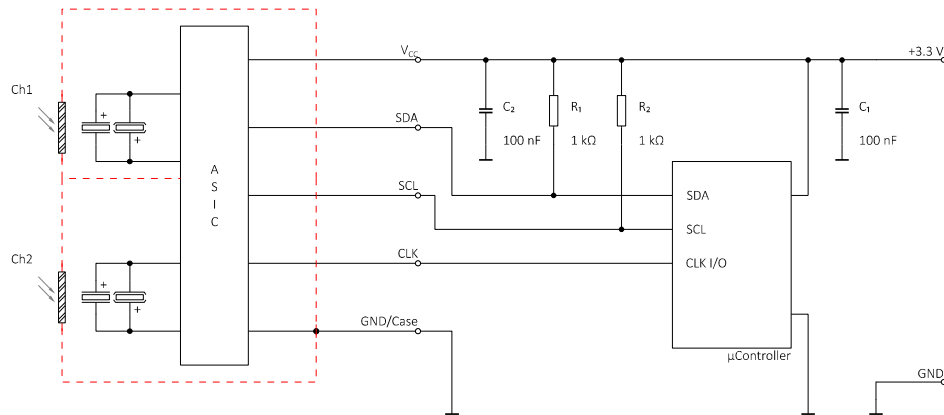 V_CC
+3.3 V
Ch1
+
+
SDA
C₂
R₁
R₂
C₁
100 nF
1 kΩ
1 kΩ
100 nF
A
S
I
C
SCL
SDA
SCL
Ch2
CLK
CLK I/O
+
+
GND/Case
µController
GND